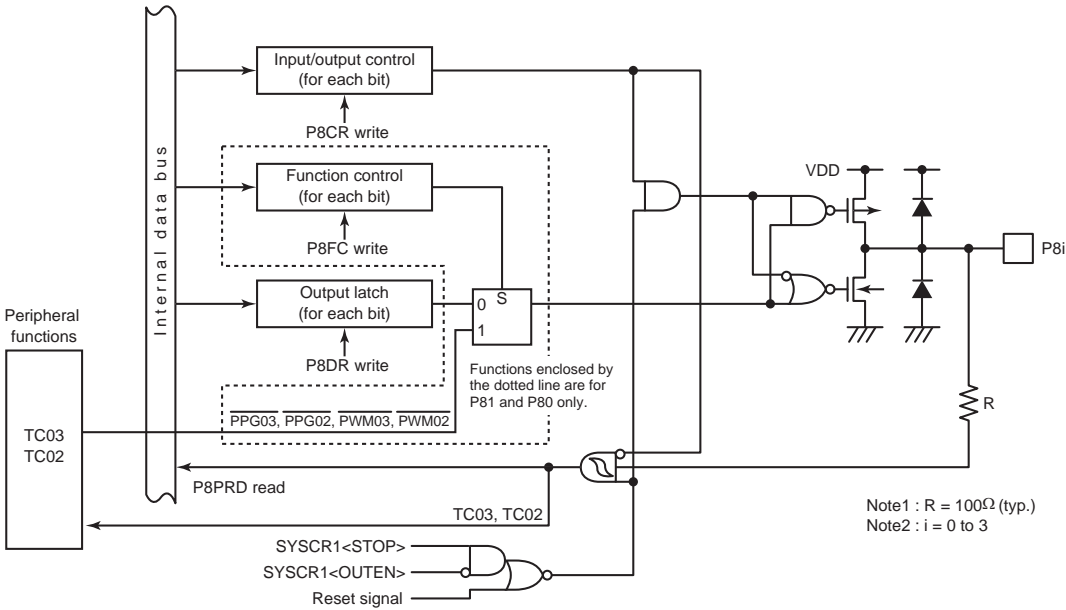 Input/output control
(for each bit)
P8CR write
Function control
(for each bit)
P8FC write
Internal data bus
Output latch
(for each bit)
P8DR write
S
0
1
VDD
P8i
Peripheral
functions
TC03
TC02
Functions enclosed by
the dotted line are for
P81 and P80 only.
PPG03, PPG02, PWM03, PWM02
R
P8PRD read
TC03, TC02
Note1 : R = 100Ω (typ.)
Note2 : i = 0 to 3
SYSCR1<STOP>
SYSCR1<OUTEN>
Reset signal